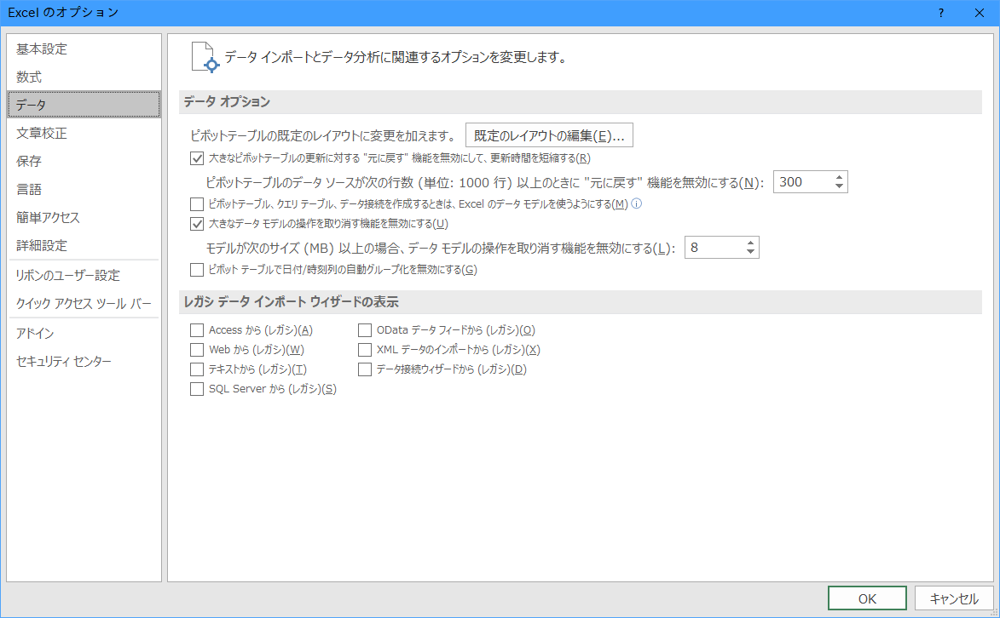 Excel のオプション
?
基本設定
数式
データ
文章校正
保存
言語
簡単アクセス
詳細設定
リボンのユーザー設定
クイック アクセス ツール バー
アドイン
セキュリティ センター
データ インポートとデータ分析に関連するオプションを変更します。
データ オプション
ピボットテーブルの既定のレイアウトに変更を加えます。 既定のレイアウトの編集(E)...
大きなピボットテーブルの更新に対する "元に戻す" 機能を無効にして、更新時間を短縮する(R)
ピボットテーブルのデータ ソースが次の行数 (単位: 1000 行) 以上のときに "元に戻す" 機能を無効にする(N): 300
ピボットテーブル、クエリ テーブル、データ接続を作成するときは、Excel のデータ モデルを使うようにする(M)
大きなデータ モデルの操作を取り消す機能を無効にする(U)
モデルが次のサイズ (MB) 以上の場合、データ モデルの操作を取り消す機能を無効にする(L): 8
ピボット テーブルで日付/時刻列の自動グループ化を無効にする(G)
レガシ データ インポート ウィザードの表示
Access から (レガシ)(A) OData データ フィードから (レガシ)(O)
Web から (レガシ)(W) XML データのインポートから (レガシ)(X)
テキストから (レガシ)(T) データ接続ウィザードから (レガシ)(D)
SQL Server から (レガシ)(S)
OK キャンセル